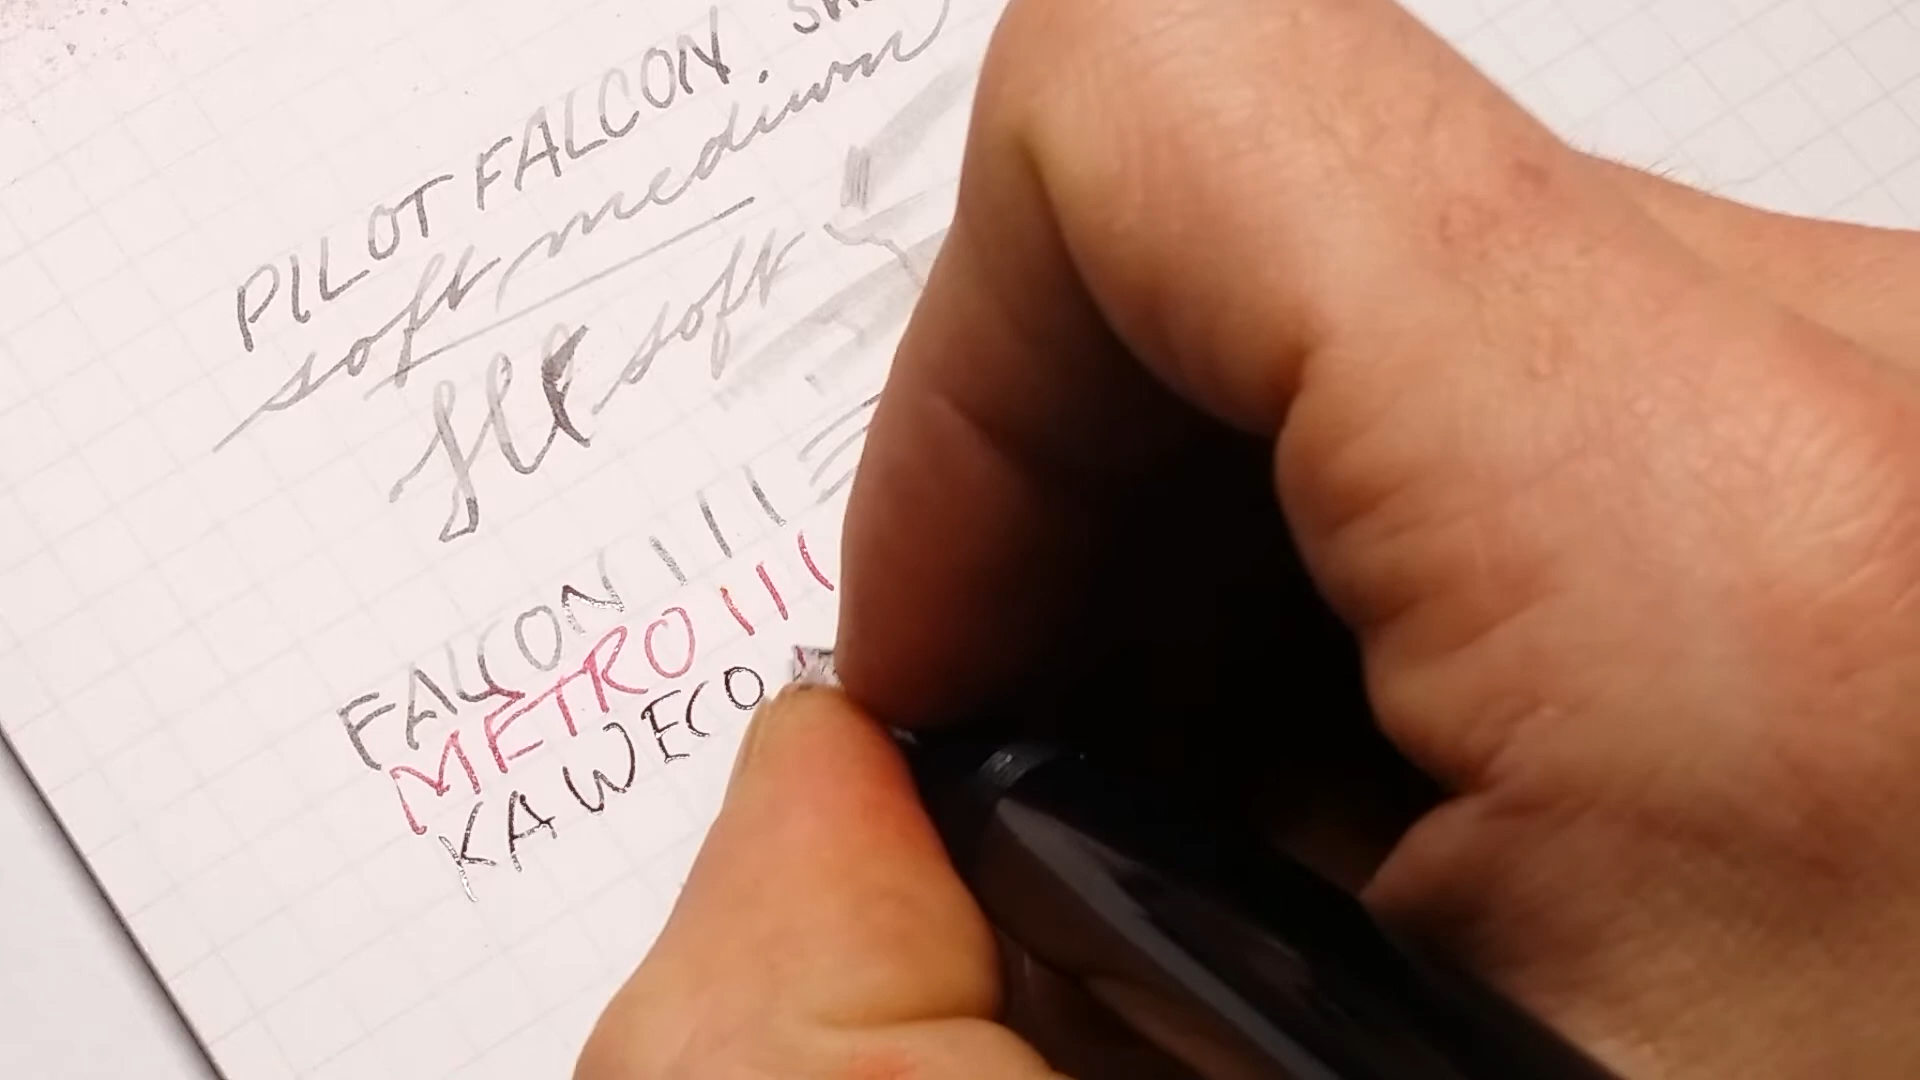 PILOT FALCON.
soft medium
soft
FALCON | | |
METRO | | |
KAWECO